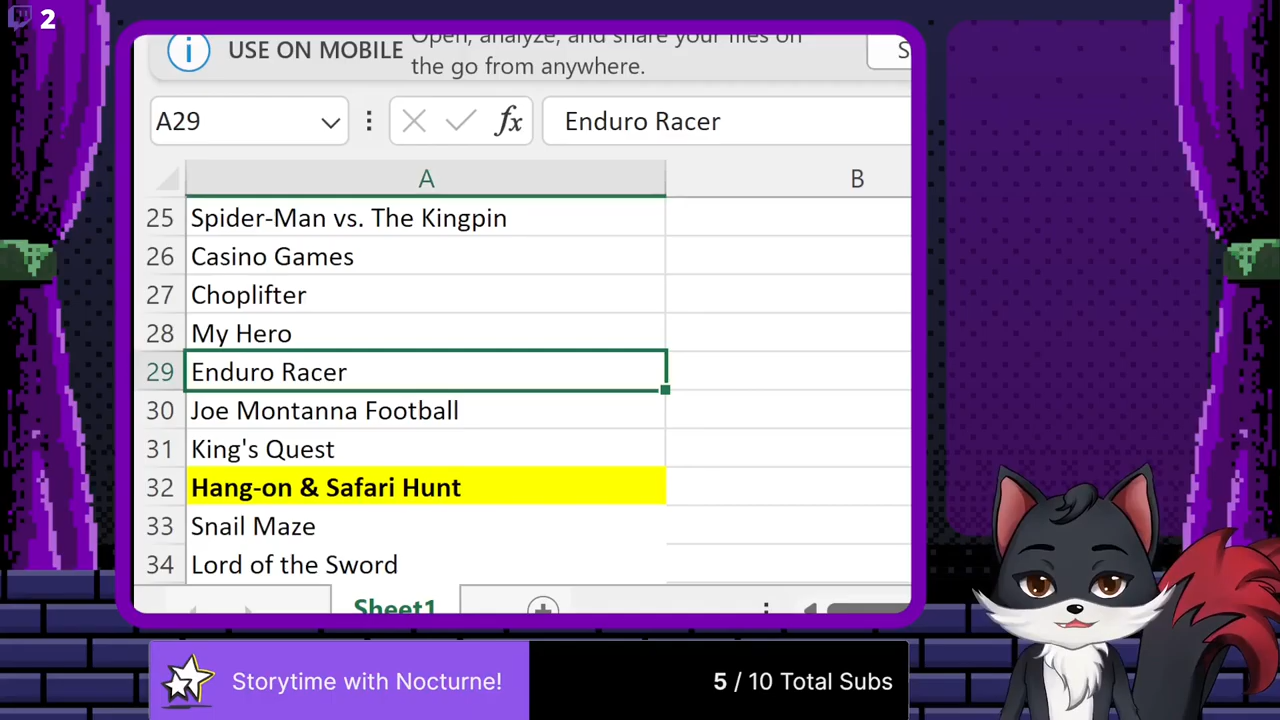 2
USE ON MOBILE
Open, analyze, and share your files on
the go from anywhere.
S
A29
fx
Enduro Racer
A
B
25 Spider-Man vs. The Kingpin
26 Casino Games
27 Choplifter
28 My Hero
29 Enduro Racer
30 Joe Montanna Football
31 King's Quest
32 Hang-on & Safari Hunt
33 Snail Maze
34 Lord of the Sword
Sheet1
Storytime with Nocturne!
5 / 10 Total Subs